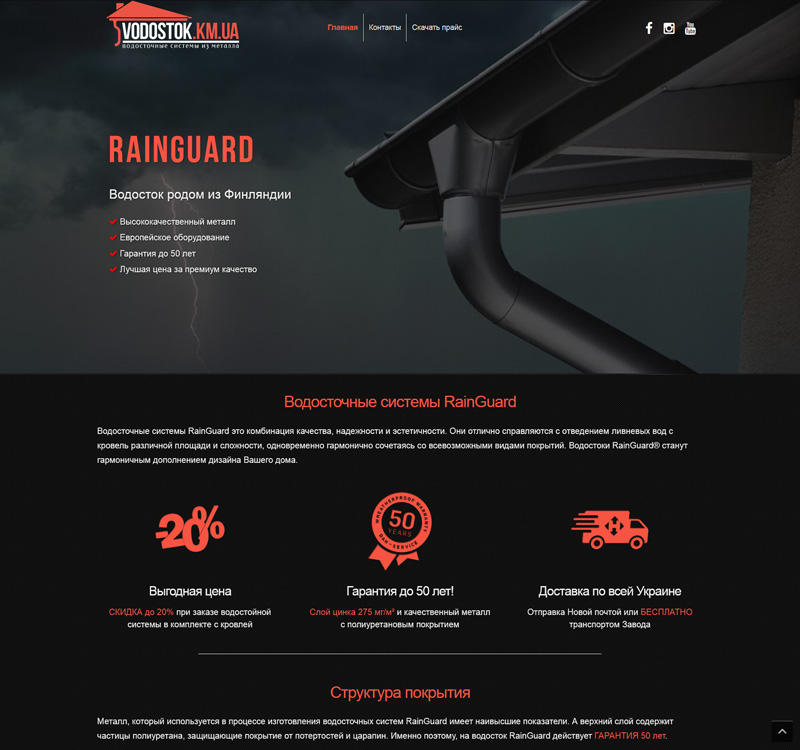 VODOSTOK.KM.UA
ВОДОСТОЧНЫЕ СИСТЕМЫ ИЗ МЕТАЛЛА
Главная
Контакты
Скачать прайс
You
Tube
RAINGUARD
Водосток родом из Финляндии
Высококачественный металл
Европейское оборудование
Гарантия до 50 лет
Лучшая цена за премиум качество
Водосточные системы RainGuard
Водосточные системы RainGuard это комбинация качества, надежности и эстетичности. Они отлично справляются с отведением ливневых вод с
кровель различной площади и сложности, одновременно гармонично сочетаясь со всевозможными видами покрытий. Водостоки RainGuard® станут
гармоничным дополнением дизайна Вашего дома.
-20%
WHEATHERPROOF WARRANTY
50
YEARS
BAK-SERVICE
Выгодная цена
СКИДКА до 20% при заказе водостойной
системы в комплекте с кровлей
Гарантия до 50 лет!
Слой цинка 275 мг/м² и качественный металл
с полиуретановым покрытием
Доставка по всей Украине
Отправка Новой почтой или БЕСПЛАТНО
транспортом Завода
Структура покрытия
Металл, который используется в процессе изготовления водосточных систем RainGuard имеет наивысшие показатели. А верхний слой содержит
частицы полиуретана, защищающие покрытие от потертостей и царапин. Именно поэтому, на водосток RainGuard действует ГАРАНТИЯ 50 лет.